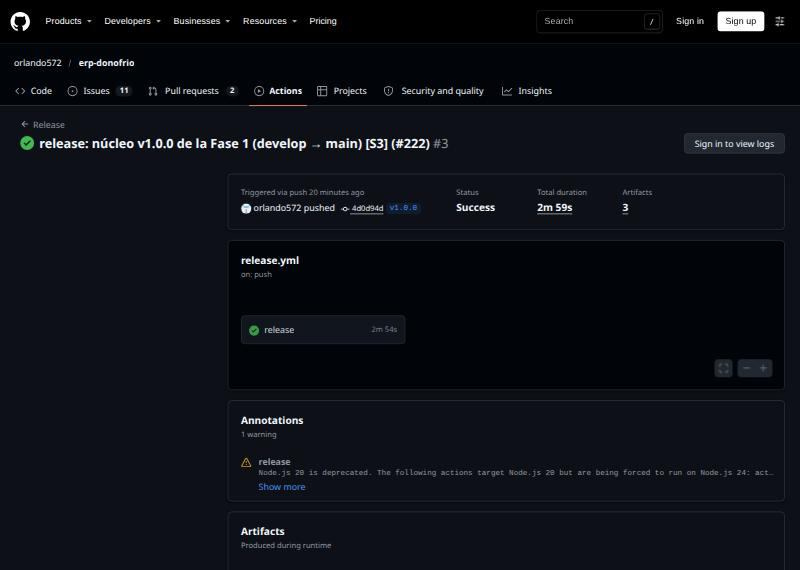 Products Developers Businesses Resources Pricing Search / Sign in Sign up
orlando572 / erp-donofrio
Code Issues 11 Pull requests 2 Actions Projects Security and quality Insights
Release
release: núcleo v1.0.0 de la Fase 1 (develop → main) [S3] (#222) #3
Sign in to view logs
Triggered via push 20 minutes ago Status Total duration Artifacts
orlando572 pushed 4d0d94d v1.0.0 Success 2m 59s 3
release.yml
on: push
release 2m 54s
Annotations
1 warning
release
Node.js 20 is deprecated. The following actions target Node.js 20 but are being forced to run on Node.js 24: act…
Show more
Artifacts
Produced during runtime